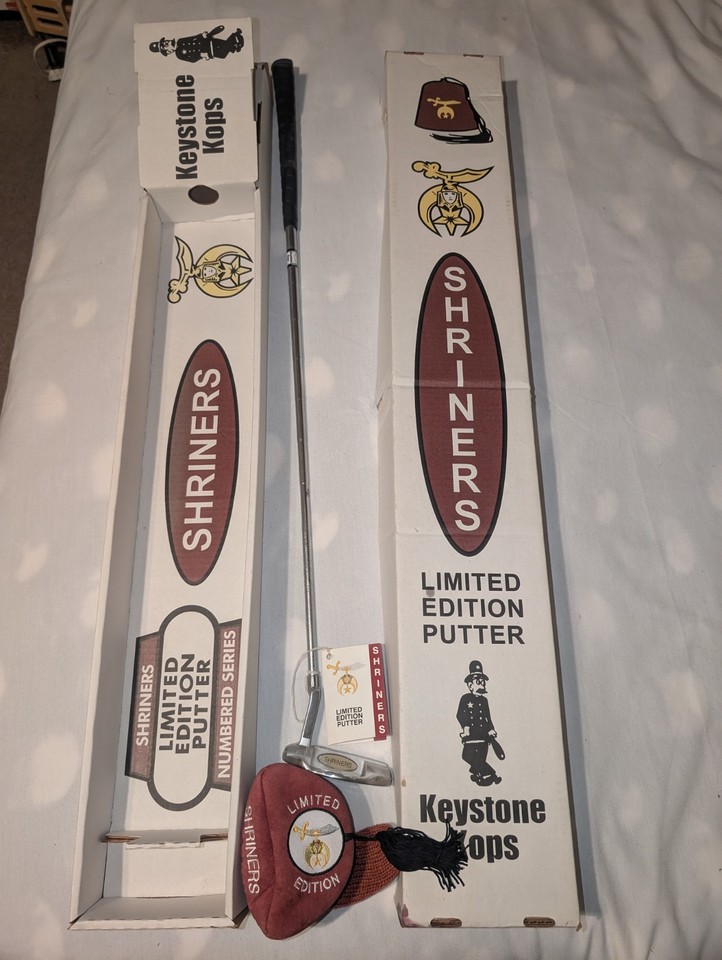 Keystone
Kops
SHRINERS
SHRINERS
LIMITED
EDITION
PUTTER
NUMBERED SERIES
SHRINERS
LIMITED
EDITION
PUTTER
SHRINERS
SHRINERS
LIMITED
EDITION
SHRINERS
LIMITED
EDITION
PUTTER
Keystone
Kops